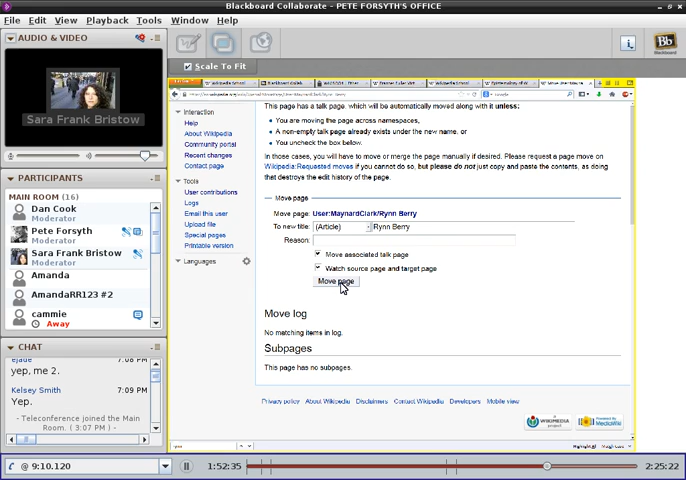 Blackboard Collaborate - PETE FORSYTH'S OFFICE
File Edit View Playback Tools Window Help
AUDIO & VIDEO
Scale To Fit
Sara Frank Bristow
PARTICIPANTS
MAIN ROOM (16)
Dan Cook
Moderator
Pete Forsyth
Moderator
Sara Frank Bristow
Moderator
Amanda
AmandaRR123 #2
cammie
Away
CHAT
ejade 7:08 PM
yep, me 2.
Kelsey Smith 7:09 PM
Yep.
- Teleconference joined the Main
Room. ( 3:07 PM ) -
Interaction
Help
About Wikipedia
Community portal
Recent changes
Contact page
Tools
User contributions
Logs
Email this user
Upload file
Special pages
Printable version
Languages
This page has a talk page, which will be automatically moved along with it unless:
You are moving the page across namespaces,
A non-empty talk page already exists under the new name, or
You uncheck the box below.
In those cases, you will have to move or merge the page manually if desired. Please request a page move on
Wikipedia:Requested moves if you cannot do so, but please do not just copy and paste the contents, as doing
that destroys the edit history of the page.
Move page
Move page: User:MaynardClark/Rynn Berry
To new title: (Article) Rynn Berry
Reason:
Move associated talk page
Watch source page and target page
Move page
Move log
No matching items in log.
Subpages
This page has no subpages.
Privacy policy About Wikipedia Disclaimers Contact Wikipedia Developers Mobile view
WIKIMEDIA
Powered By
MediaWiki
@ 9:10.120
1:52:35
2:25:22